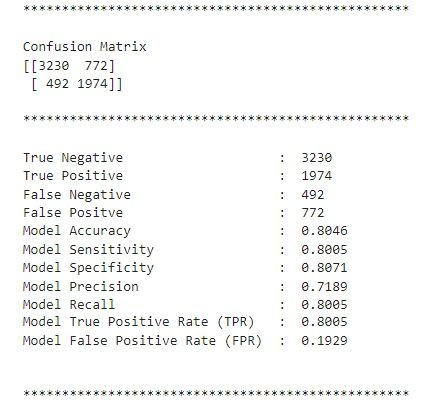 **************************************************
Confusion Matrix
[[3230  772]
 [ 492 1974]]
**************************************************
True Negative                    :  3230
True Positive                    :  1974
False Negative                   :  492
False Positve                    :  772
Model Accuracy                   :  0.8046
Model Sensitivity                :  0.8005
Model Specificity                :  0.8071
Model Precision                  :  0.7189
Model Recall                     :  0.8005
Model True Positive Rate (TPR)   :  0.8005
Model False Positive Rate (FPR)  :  0.1929
**************************************************